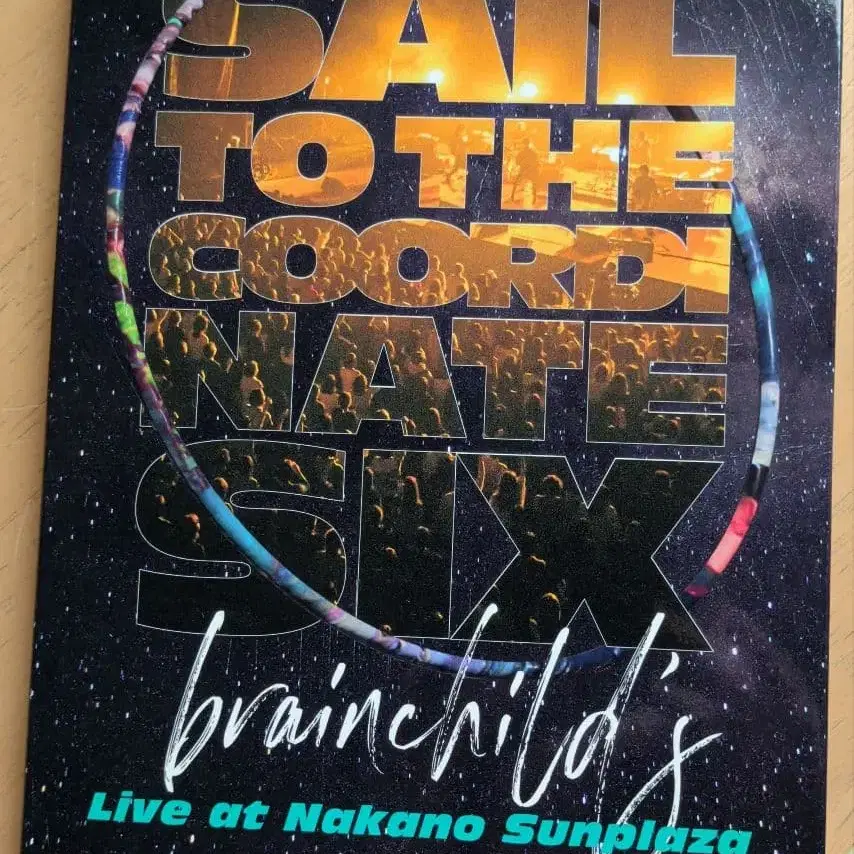 SAIL
TO THE
COORDI
NATE
SIX
brainchild's
Live at Nakano Sunplaza